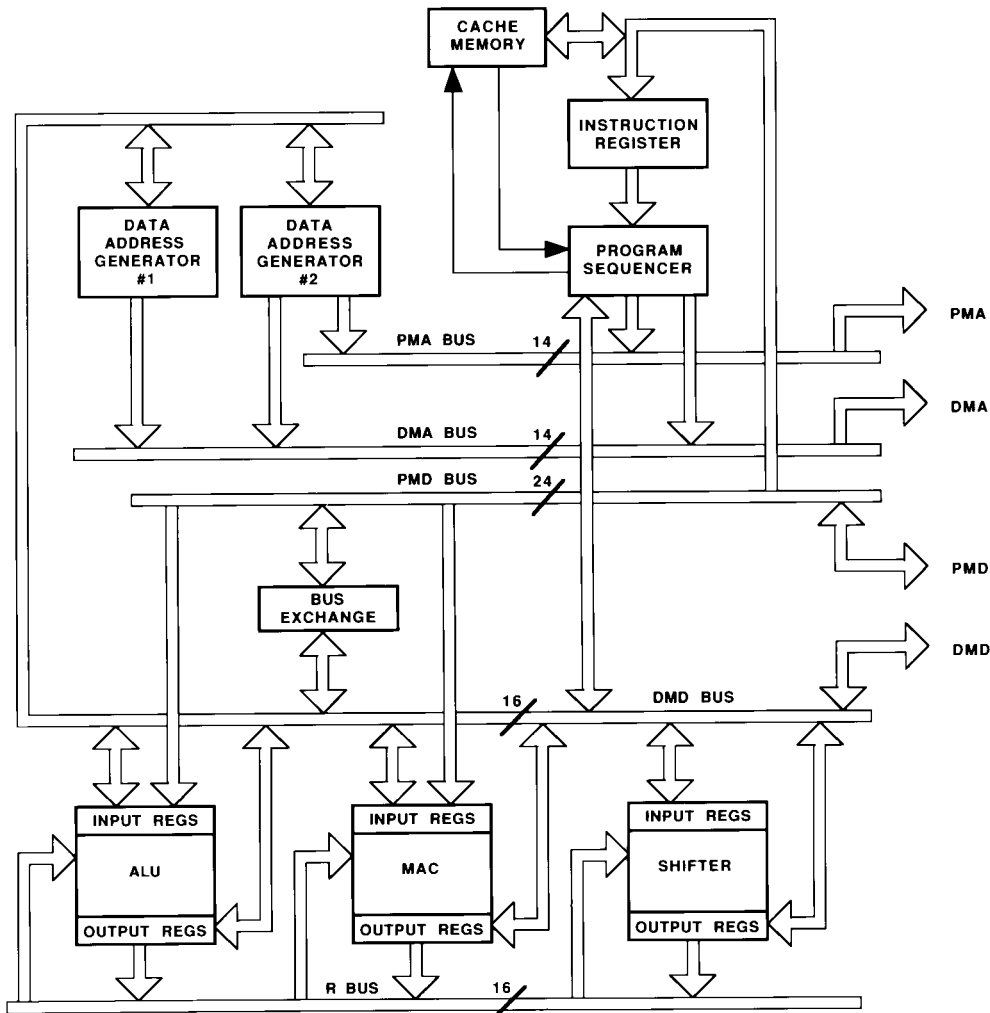 CACHE
MEMORY
INSTRUCTION
REGISTER
DATA
ADDRESS
GENERATOR
#1
DATA
ADDRESS
GENERATOR
#2
PROGRAM
SEQUENCER
PMA
PMA BUS
14
DMA
DMA BUS
14
PMD BUS
24
PMD
BUS
EXCHANGE
DMD
16
DMD BUS
INPUT REGS
ALU
OUTPUT REGS
INPUT REGS
MAC
OUTPUT REGS
INPUT REGS
SHIFTER
OUTPUT REGS
R BUS
16